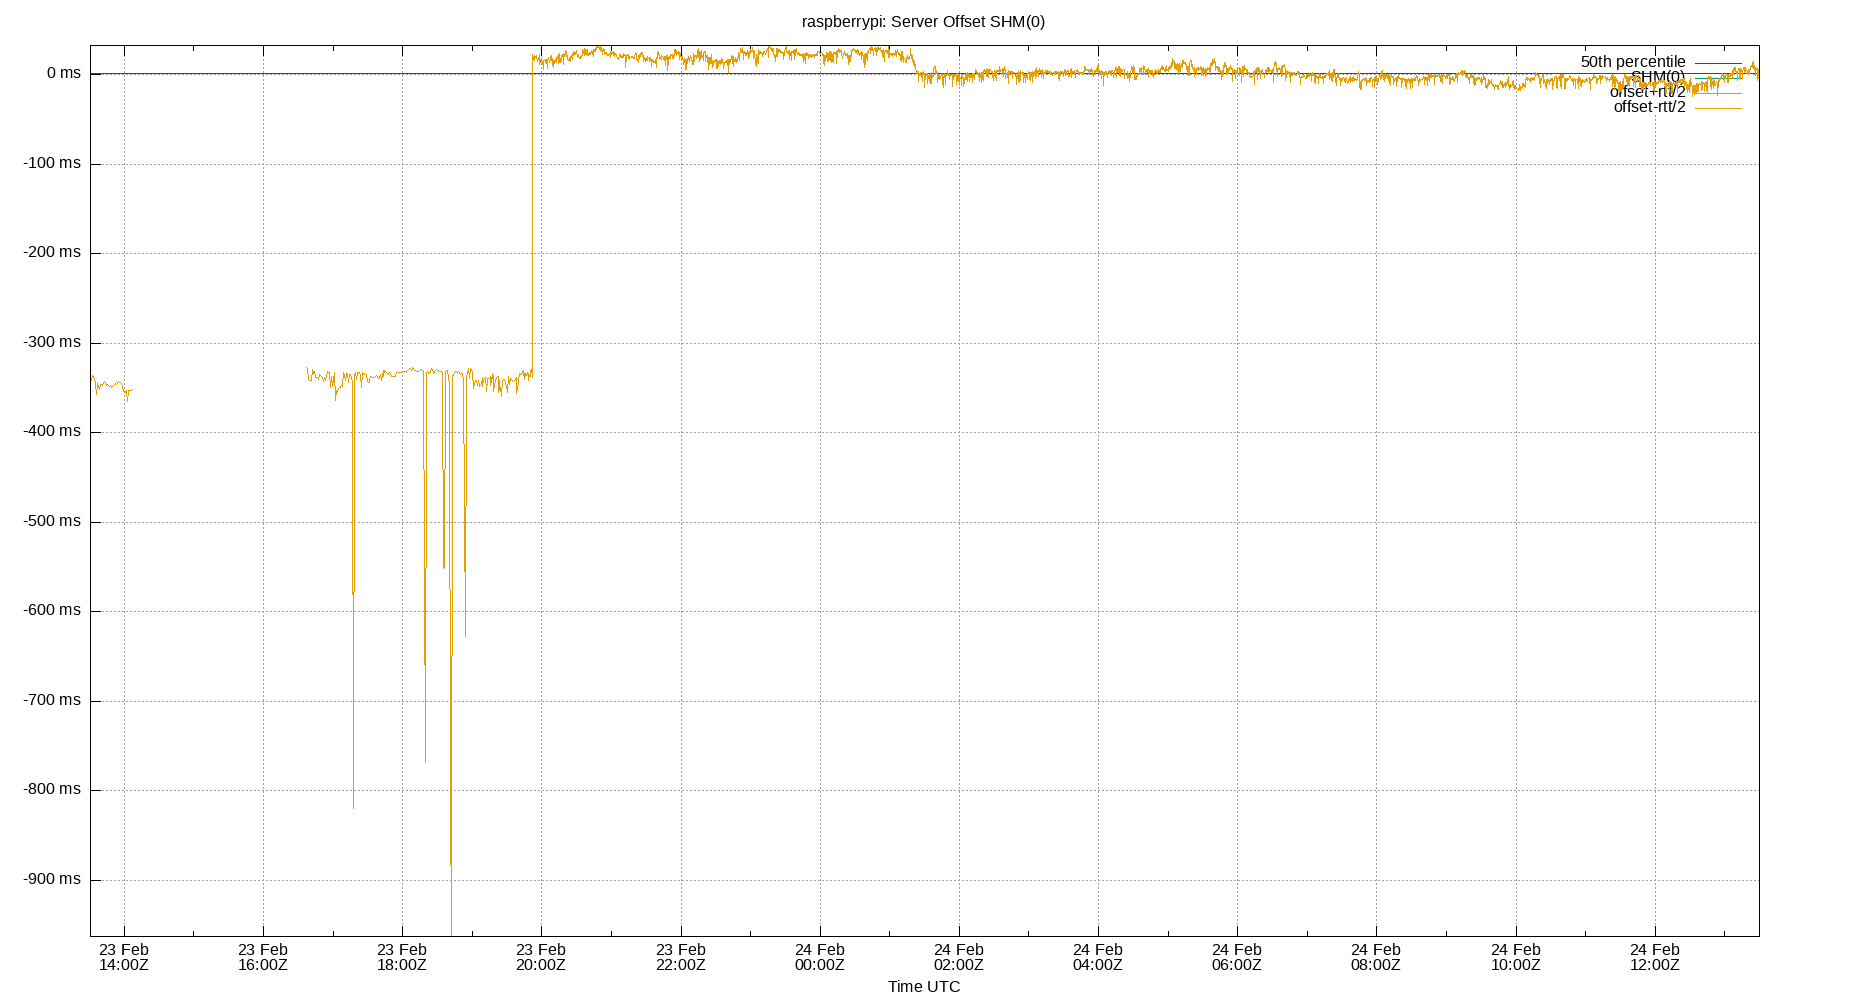 raspberrypi: Server Offset SHM(0)
0 ms
-100 ms
-200 ms
-300 ms
-400 ms
-500 ms
-600 ms
-700 ms
-800 ms
-900 ms
50th percentile
SHM(0)
offset+rtt/2
offset-rtt/2
23 Feb 23 Feb 23 Feb 23 Feb 23 Feb 24 Feb 24 Feb 24 Feb 24 Feb 24 Feb 24 Feb 24 Feb
14:00Z 16:00Z 18:00Z 20:00Z 22:00Z 00:00Z 02:00Z 04:00Z 06:00Z 08:00Z 10:00Z 12:00Z
Time UTC